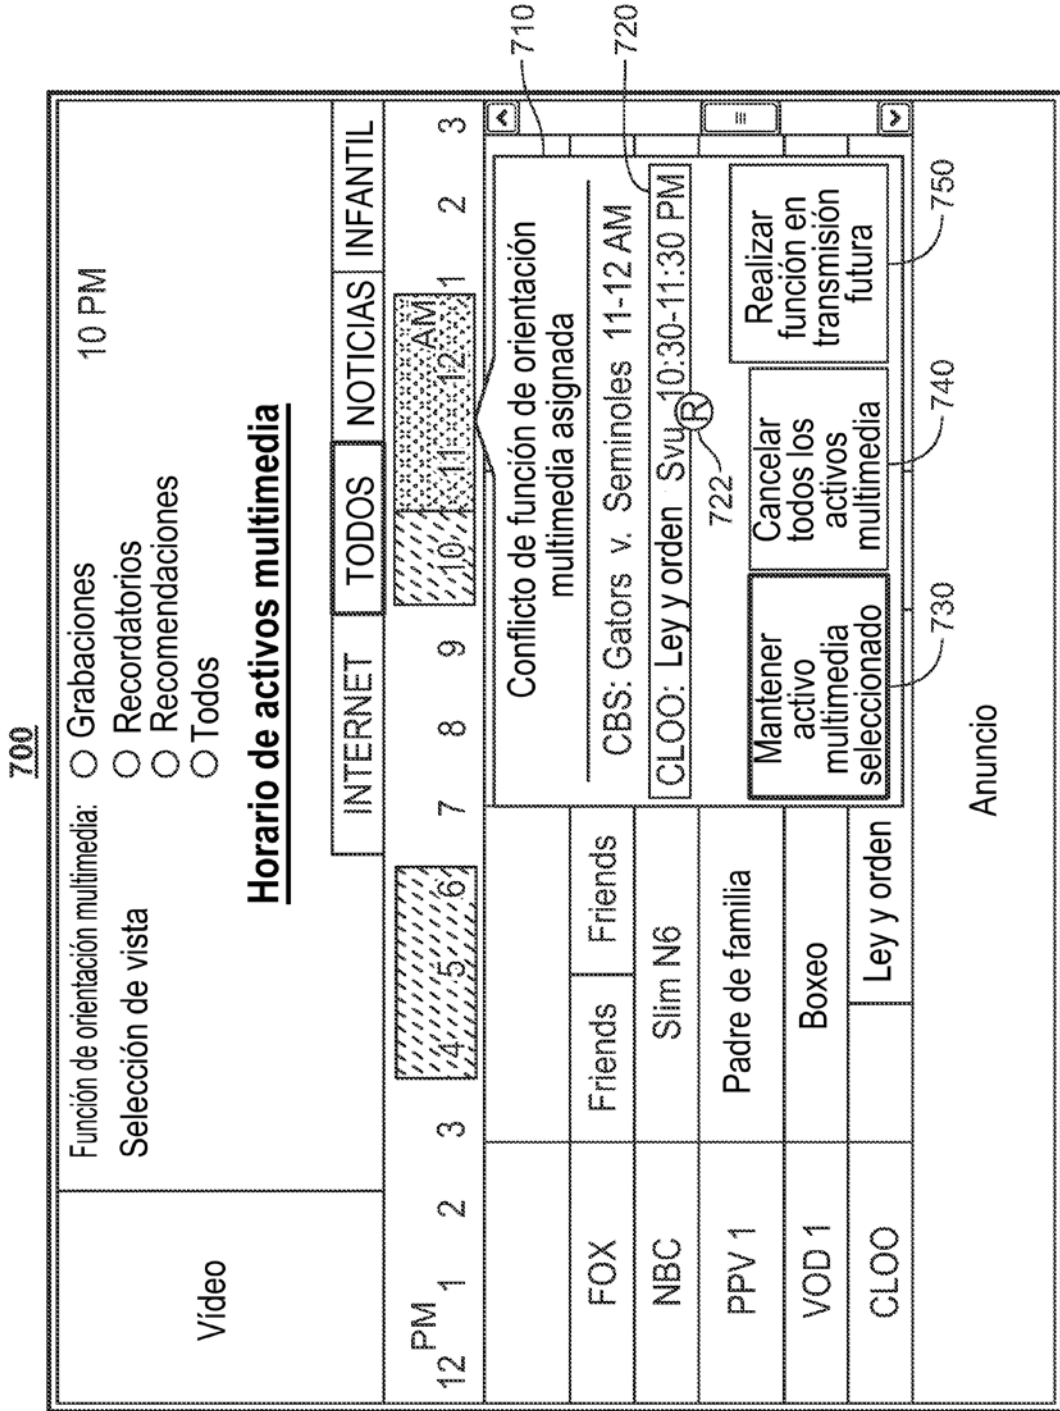 700
Vídeo
Función de orientación multimedia:
Selección de vista
Grabaciones
Recordatorios
Recomendaciones
Todos
10 PM
Horario de activos multimedia
INTERNET
TODOS
NOTICIAS
INFANTIL
PM
AM
12 1 2 3 4 5 6 7 8 9 10 11 12 1 2 3
FOX
Friends
Friends
NBC
Slim N6
PPV 1
Padre de familia
VOD 1
Boxeo
CLOO
Ley y orden
Conflicto de función de orientación
multimedia asignada
CBS: Gators v. Seminoles 11-12 AM
CLOO: Ley y orden Svu 10:30-11:30 PM
R
Mantener
activo
multimedia
seleccionado
Cancelar
todos los
activos
multimedia
Realizar
función en
transmisión
futura
Anuncio
710
720
722
730
740
750